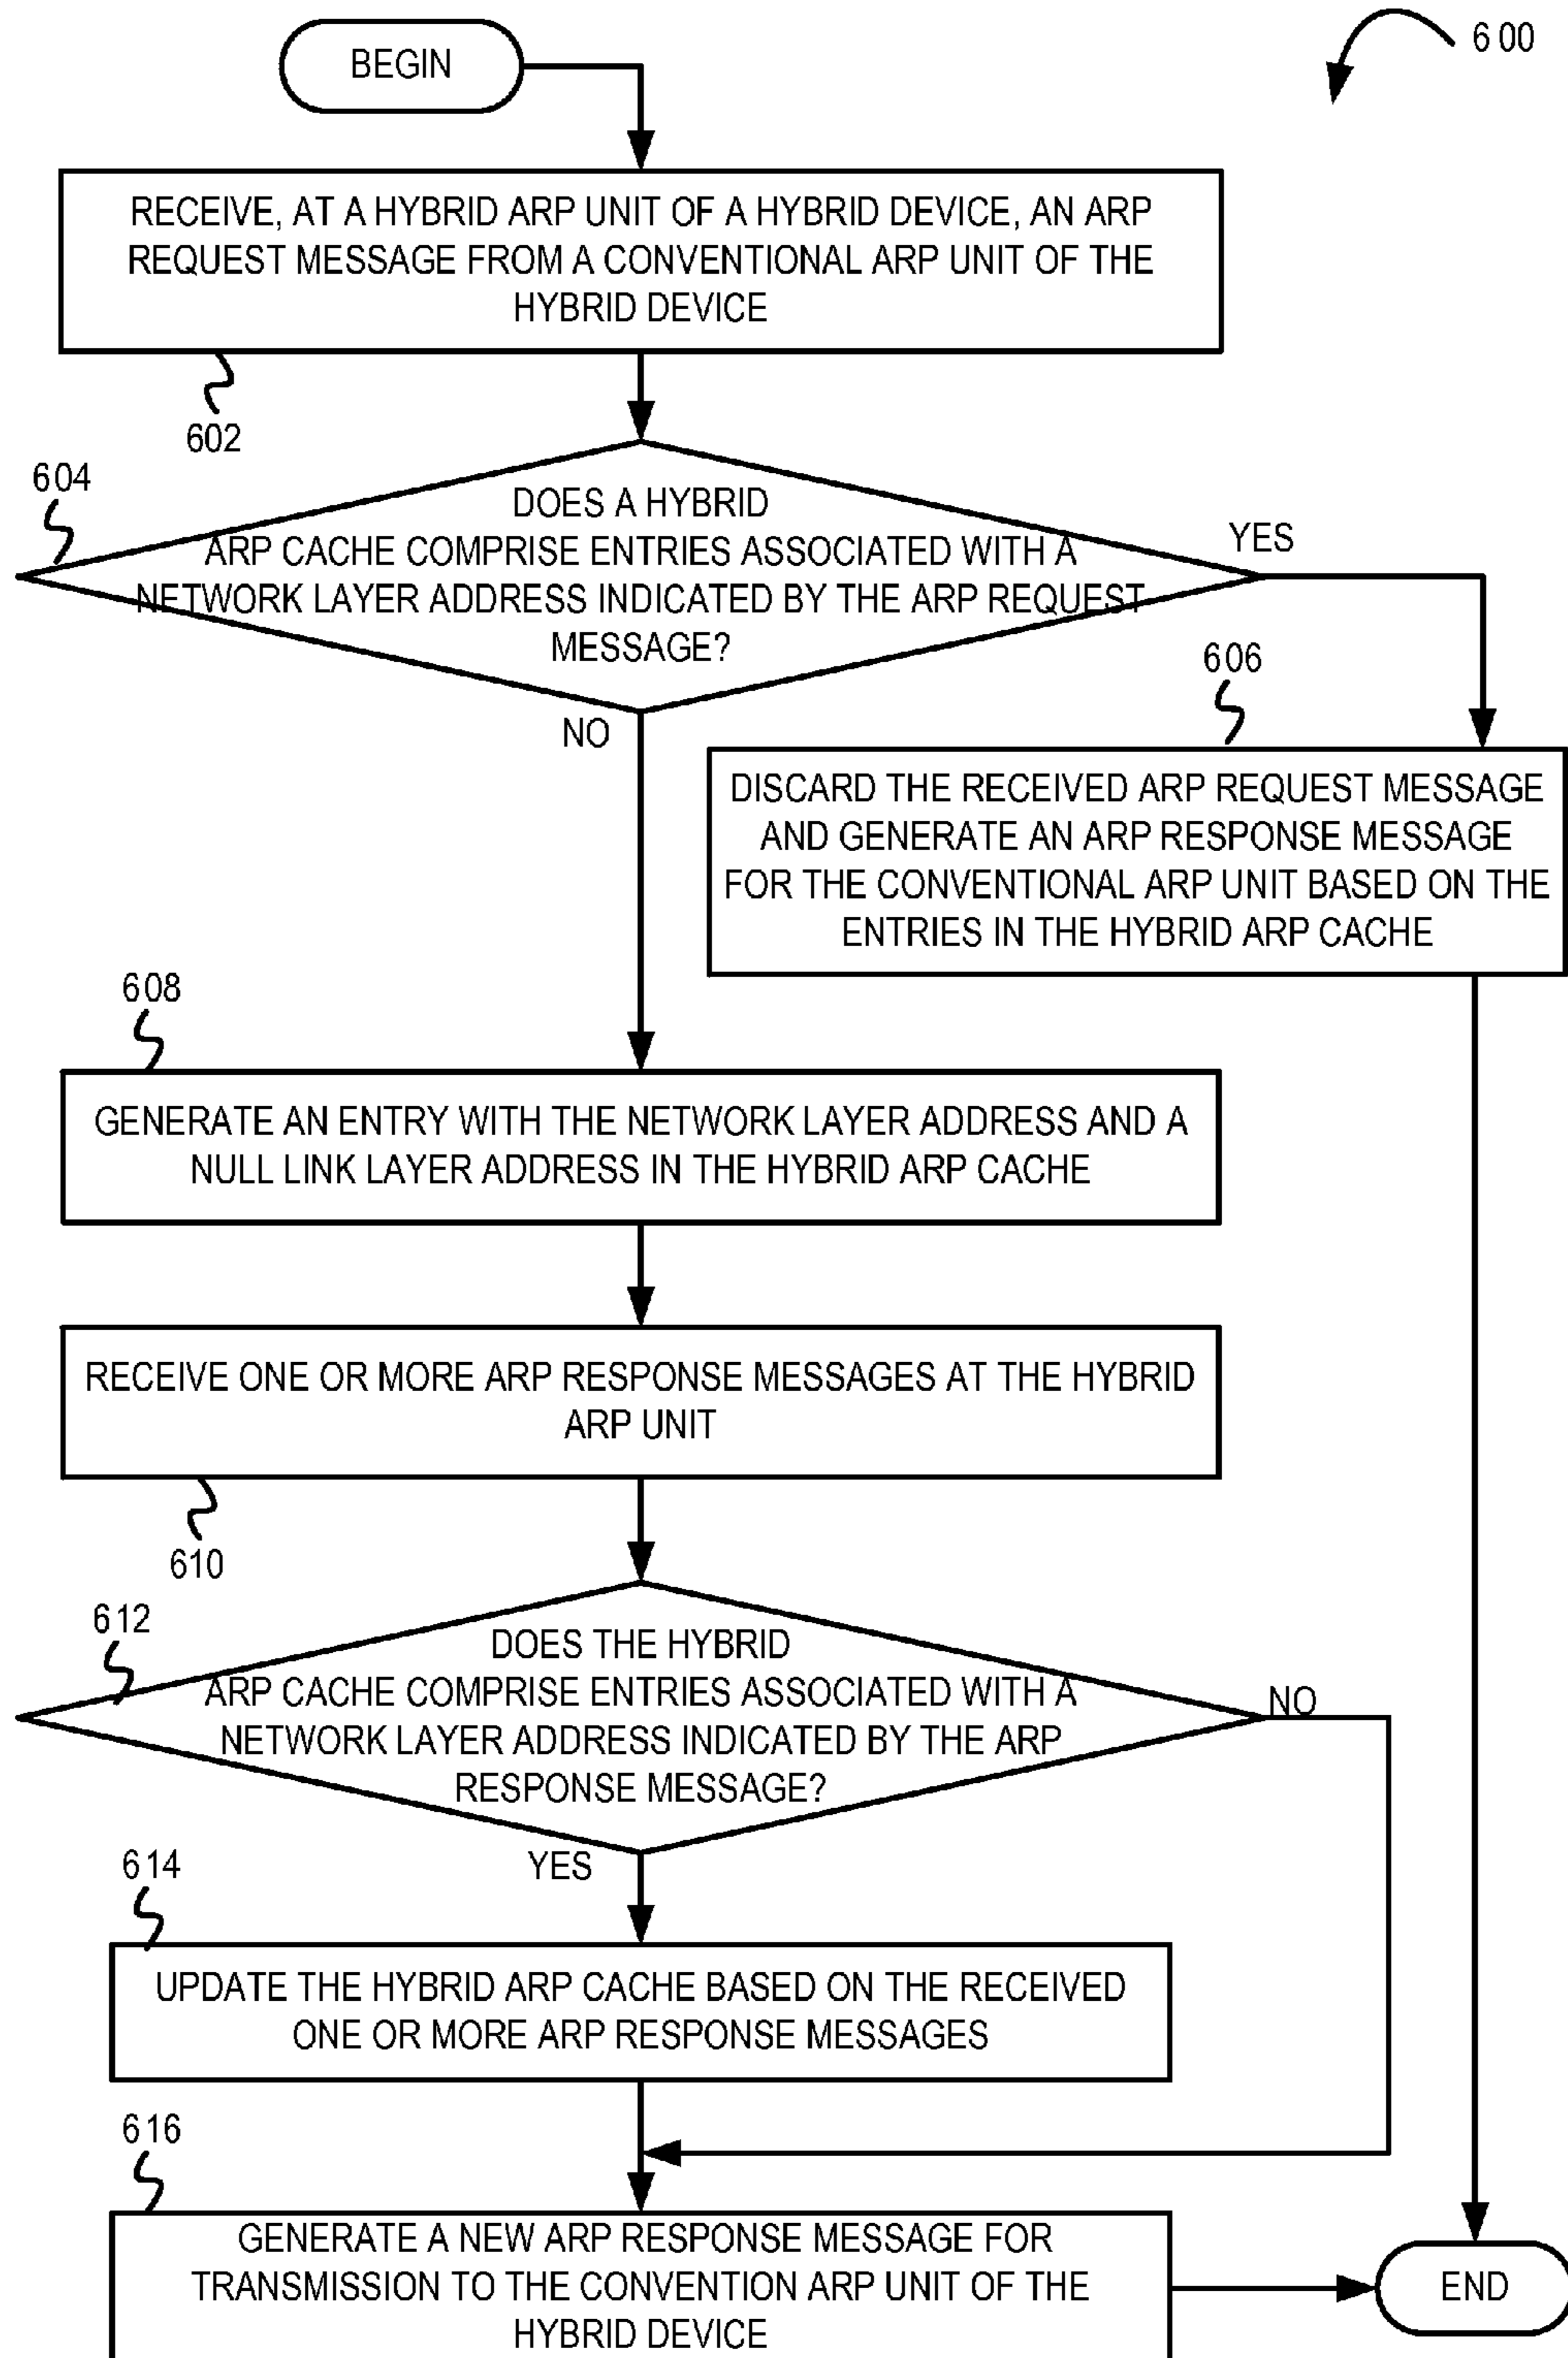 BEGIN
600
RECEIVE, AT A HYBRID ARP UNIT OF A HYBRID DEVICE, AN ARP
REQUEST MESSAGE FROM A CONVENTIONAL ARP UNIT OF THE
HYBRID DEVICE
602
604
DOES A HYBRID
ARP CACHE COMPRISE ENTRIES ASSOCIATED WITH A
NETWORK LAYER ADDRESS INDICATED BY THE ARP REQUEST
MESSAGE?
YES
NO
606
DISCARD THE RECEIVED ARP REQUEST MESSAGE
AND GENERATE AN ARP RESPONSE MESSAGE
FOR THE CONVENTIONAL ARP UNIT BASED ON THE
ENTRIES IN THE HYBRID ARP CACHE
608
GENERATE AN ENTRY WITH THE NETWORK LAYER ADDRESS AND A
NULL LINK LAYER ADDRESS IN THE HYBRID ARP CACHE
RECEIVE ONE OR MORE ARP RESPONSE MESSAGES AT THE HYBRID
ARP UNIT
610
612
DOES THE HYBRID
ARP CACHE COMPRISE ENTRIES ASSOCIATED WITH A
NETWORK LAYER ADDRESS INDICATED BY THE ARP
RESPONSE MESSAGE?
NO
YES
614
UPDATE THE HYBRID ARP CACHE BASED ON THE RECEIVED
ONE OR MORE ARP RESPONSE MESSAGES
616
GENERATE A NEW ARP RESPONSE MESSAGE FOR
TRANSMISSION TO THE CONVENTION ARP UNIT OF THE
HYBRID DEVICE
END